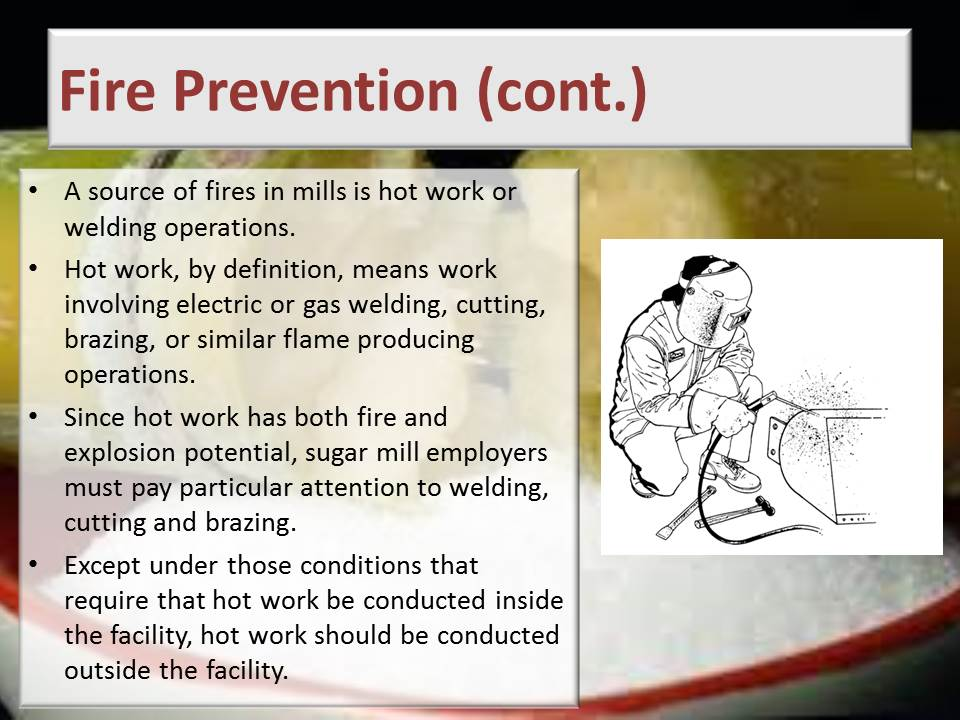 Fire Prevention (cont.)
• A source of fires in mills is hot work or
welding operations.
• Hot work, by definition, means work
involving electric or gas welding, cutting,
brazing, or similar flame producing
operations.
• Since hot work has both fire and
explosion potential, sugar mill employers
must pay particular attention to welding,
cutting and brazing.
• Except under those conditions that
require that hot work be conducted inside
the facility, hot work should be conducted
outside the facility.